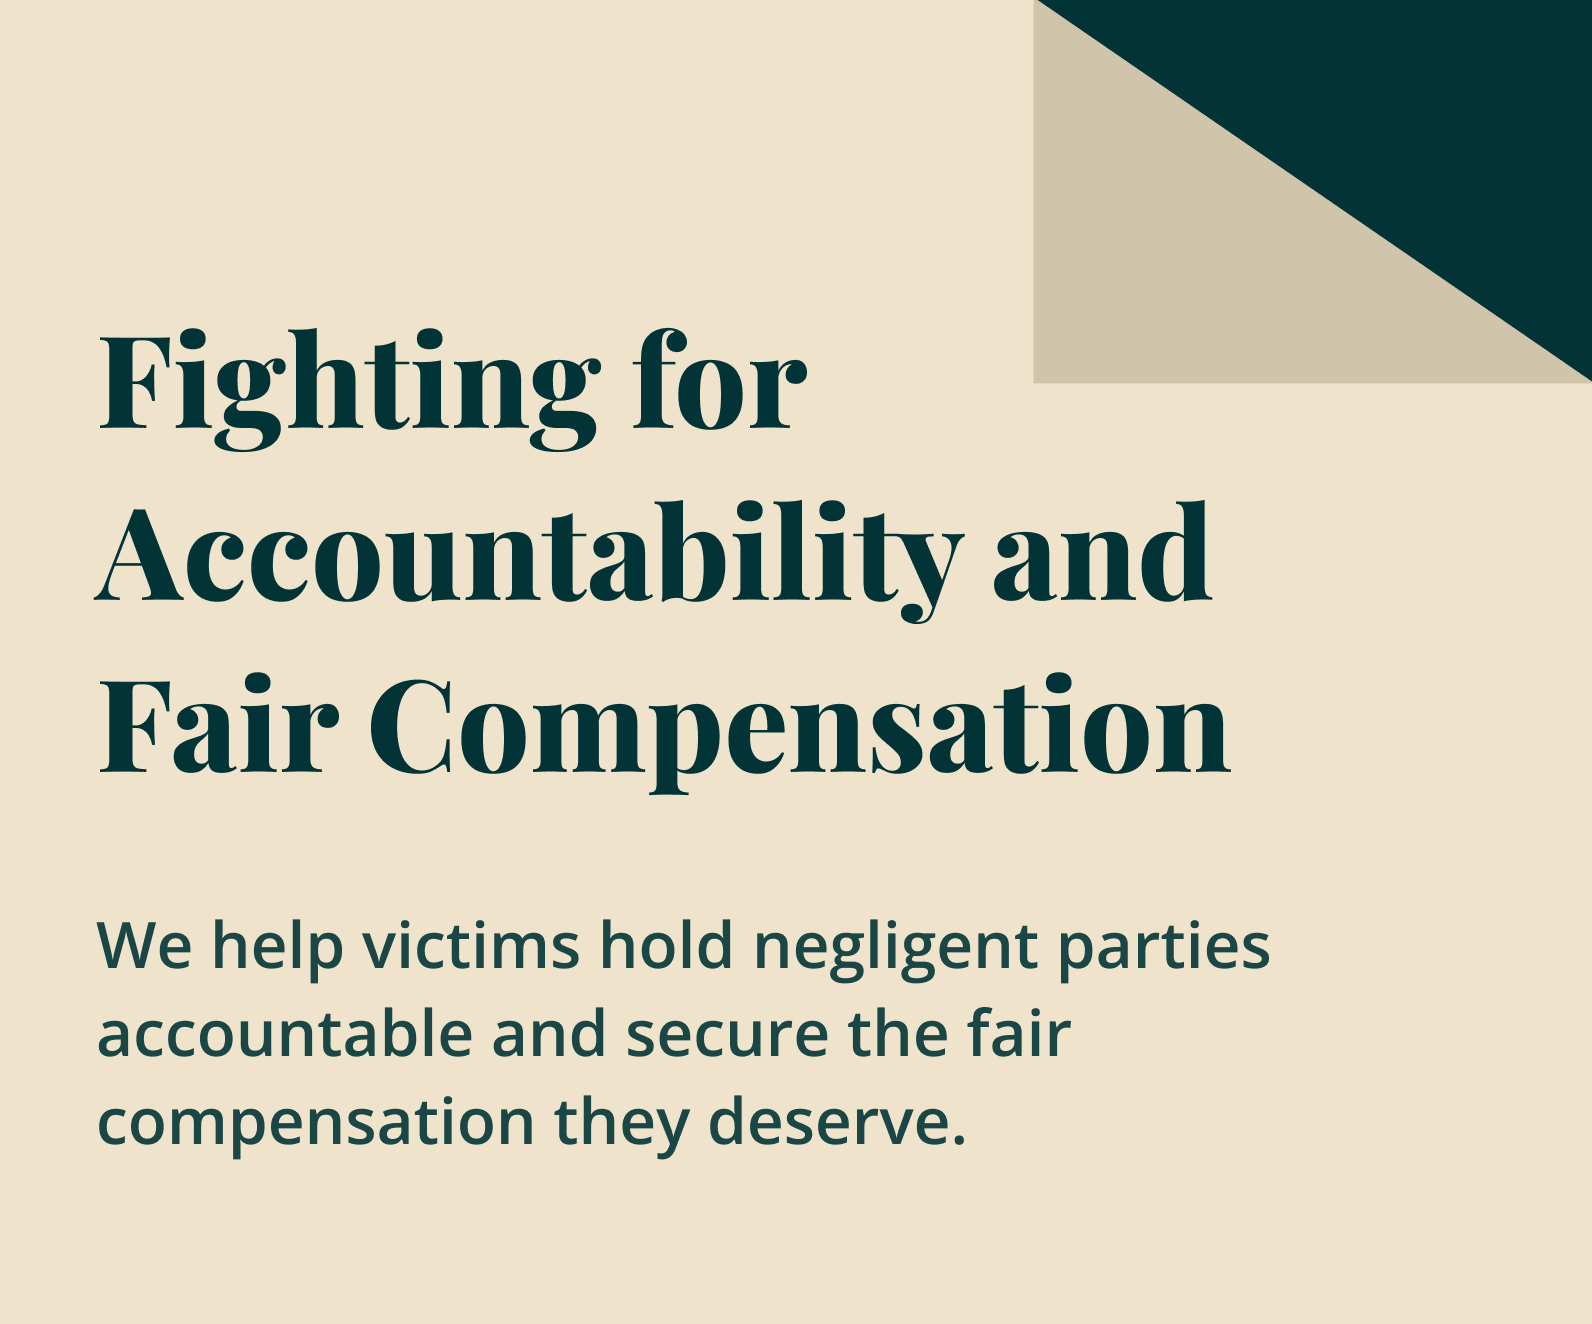 Fighting for
Accountability and
Fair Compensation
We help victims hold negligent parties
accountable and secure the fair
compensation they deserve.